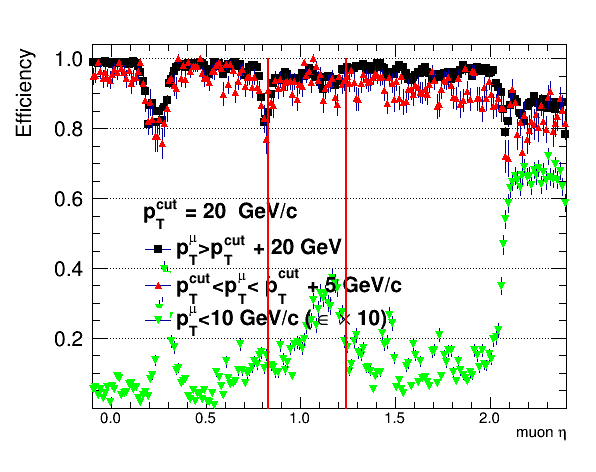 Efficiency
1.0
0.8
0.6
0.4
0.2
p_T^cut = 20 GeV/c
p_T^μ>p_T^cut + 20 GeV
p_T^cut<p_T^μ< p_T^cut + 5 GeV/c
p_T^μ<10 GeV/c ( ∈ × 10)
0.0 0.5 1.0 1.5 2.0
muon η